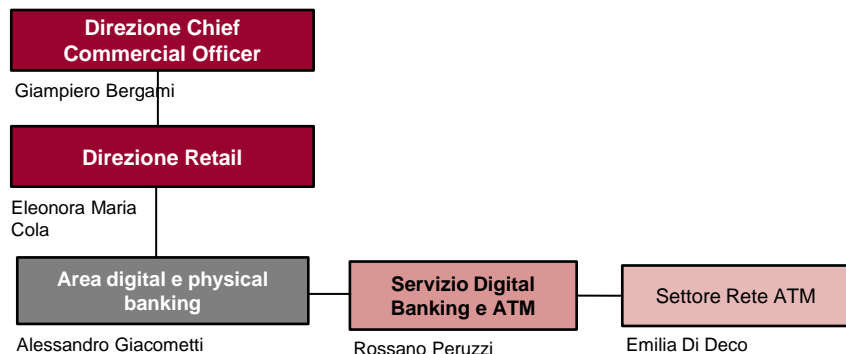 Direzione Chief
Commercial Officer
Giampiero Bergami
Direzione Retail
Eleonora Maria
Cola
Area digital e physical
banking
Servizio Digital
Banking e ATM
Settore Rete ATM
Alessandro Giacometti
Rossano Peruzzi
Emilia Di Deco